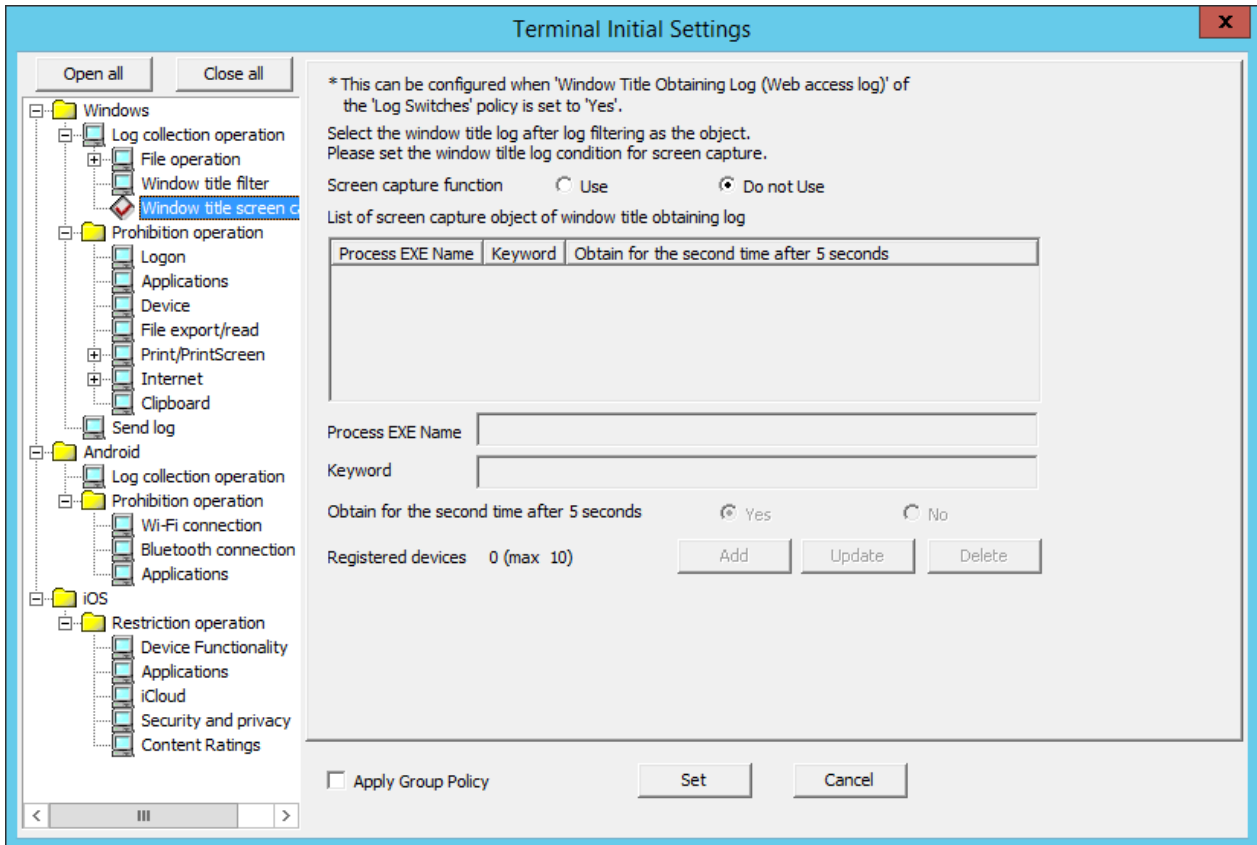 Terminal Initial Settings
x
Open all
Close all
Windows
Log collection operation
File operation
Window title filter
Window title screen ca
Prohibition operation
Logon
Applications
Device
File export/read
Print/PrintScreen
Internet
Clipboard
Send log
Android
Log collection operation
Prohibition operation
Wi-Fi connection
Bluetooth connection
Applications
iOS
Restriction operation
Device Functionality
Applications
iCloud
Security and privacy
Content Ratings
* This can be configured when 'Window Title Obtaining Log (Web access log)' of
the 'Log Switches' policy is set to 'Yes'.
Select the window title log after log filtering as the object.
Please set the window tiltle log condition for screen capture.
Screen capture function Use Do not Use
List of screen capture object of window title obtaining log
Process EXE Name Keyword Obtain for the second time after 5 seconds
Process EXE Name
Keyword
Obtain for the second time after 5 seconds Yes No
Registered devices 0 (max 10) Add Update Delete
Apply Group Policy Set Cancel